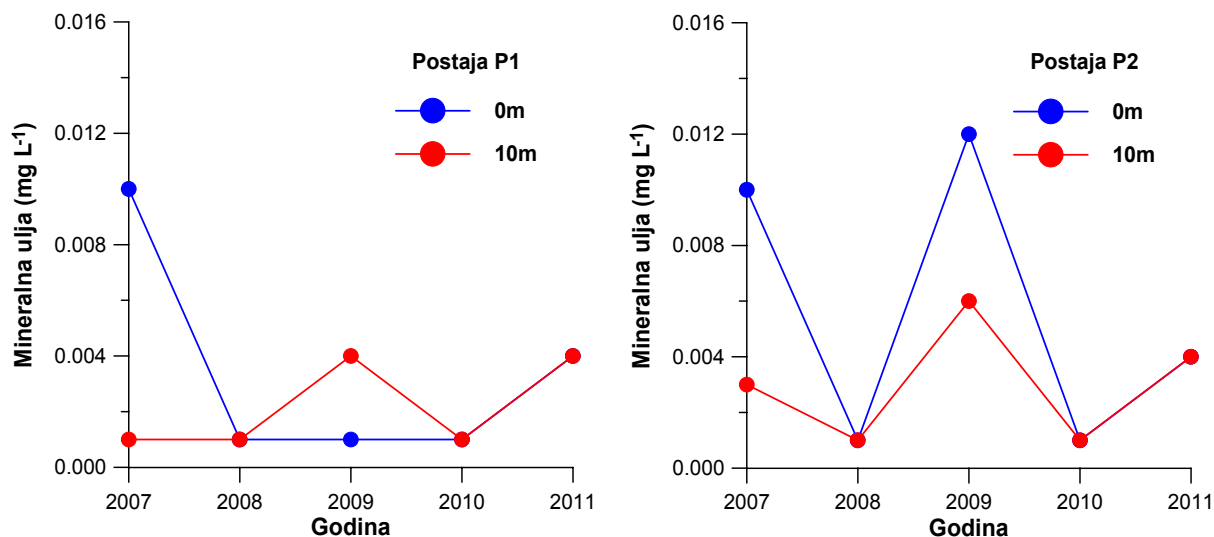 0.016
0.012
0.008
0.004
0.000
Mineralna ulja (mg L⁻¹)
Postaja P1
0m
10m
2007 2008 2009 2010 2011
Godina
0.016
0.012
0.008
0.004
0.000
Mineralna ulja (mg L⁻¹)
Postaja P2
0m
10m
2007 2008 2009 2010 2011
Godina